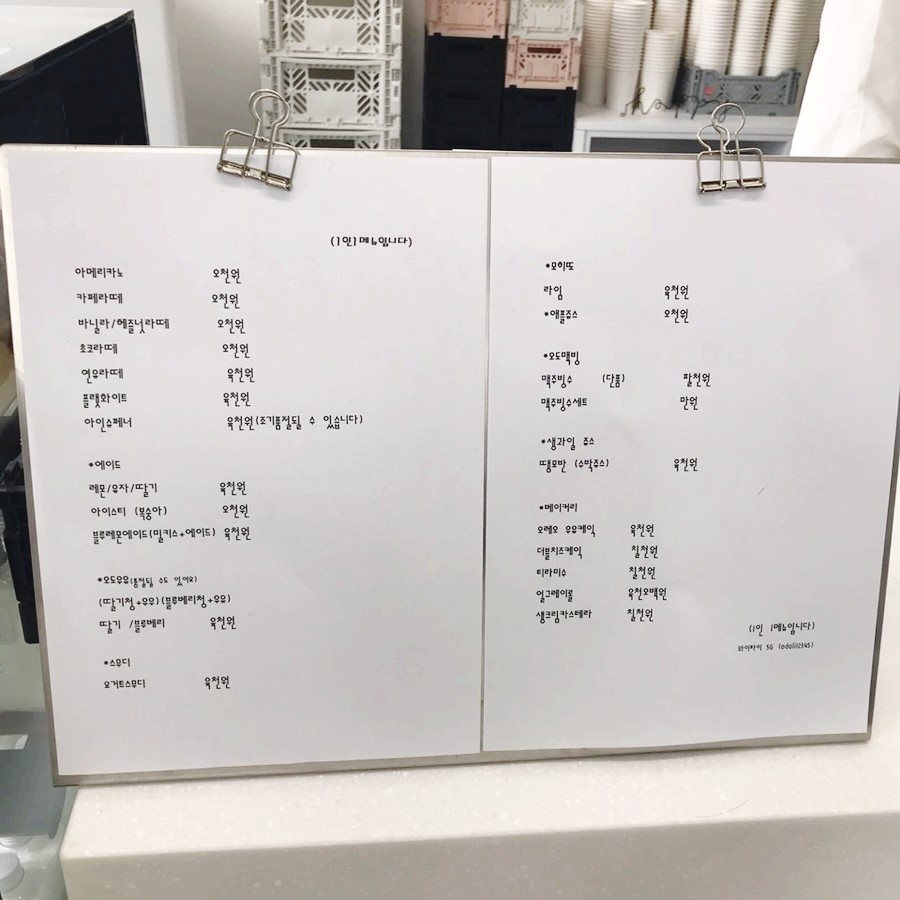 (1인1메뉴입니다)
아메리카노 오천원
카페라떼 오천원
바닐라/헤즐넛라떼 오천원
초코라떼 오천원
연유라떼 육천원
플랫화이트 육천원
아인슈페너 육천원(조기품절될 수 있습니다)
*에이드
레몬/유자/딸기 육천원
아이스티 (복숭아) 오천원
블루레몬에이드(밀키스+에이드) 육천원
*오도우유(품절될 수도 있어요)
(딸기청+우유)(블루베리청+우유)
딸기 /블루베리 육천원
*스무디
요거트스무디 육천원
*모히또
라임 육천원
*애플쥬스 오천원
*오도맥빙
맥주빙수 (단품) 팔천원
맥주빙수세트 만원
*생과일 쥬스
땡모반 (수박쥬스) 육천원
*베이커리
오레오 우유케익 육천원
더블치즈케익 칠천원
티라미수 칠천원
얼그레이롤 육천오백원
생크림카스테라 칠천원
(1인 1메뉴입니다)
와이파이 5G (odolil2345)